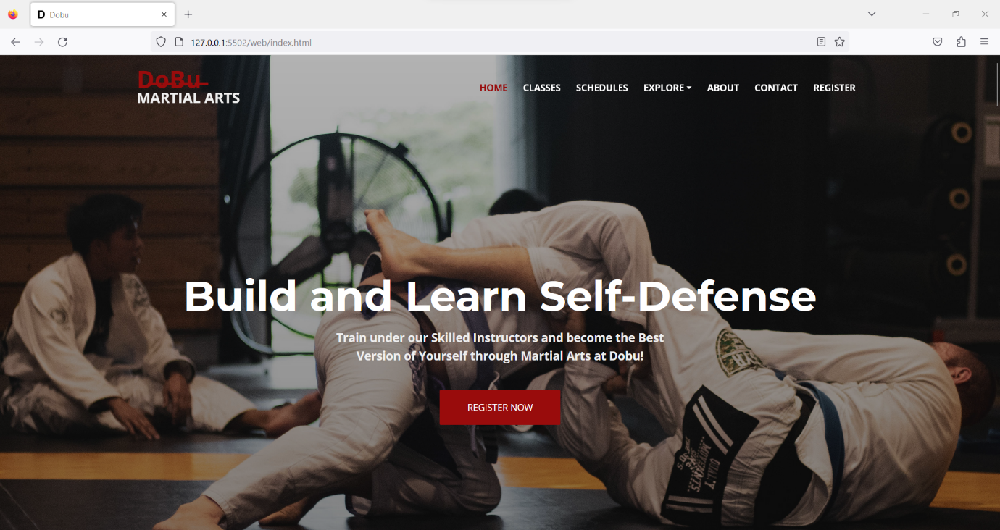 D Dobu
127.0.0.1:5502/web/index.html
DoBu
MARTIAL ARTS
HOME CLASSES SCHEDULES EXPLORE ABOUT CONTACT REGISTER
Build and Learn Self-Defense
Train under our Skilled Instructors and become the Best
Version of Yourself through Martial Arts at Dobu!
REGISTER NOW